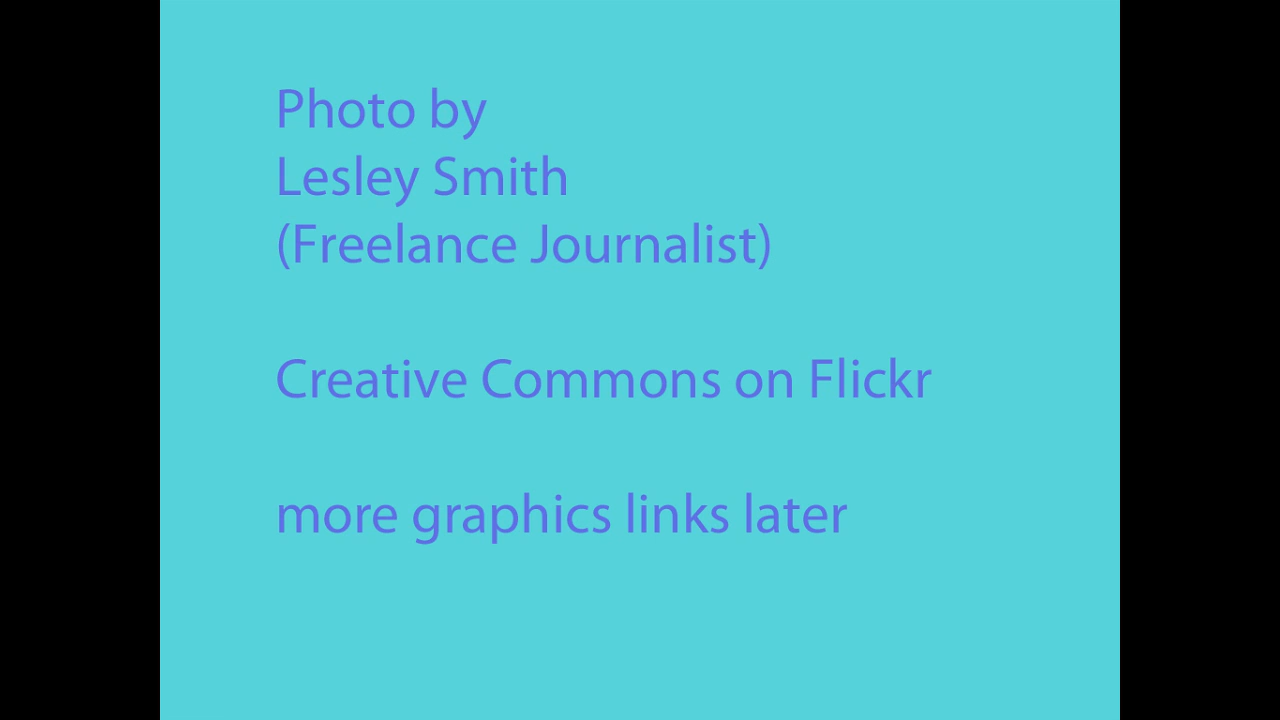 Photo by
Lesley Smith
(Freelance Journalist)
Creative Commons on Flickr
more graphics links later